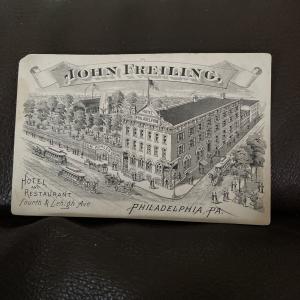 JOHN FREILING,
HOTEL
AND
RESTAURANT
Fourth & Lehigh Ave
PHILADELPHIA, PA.